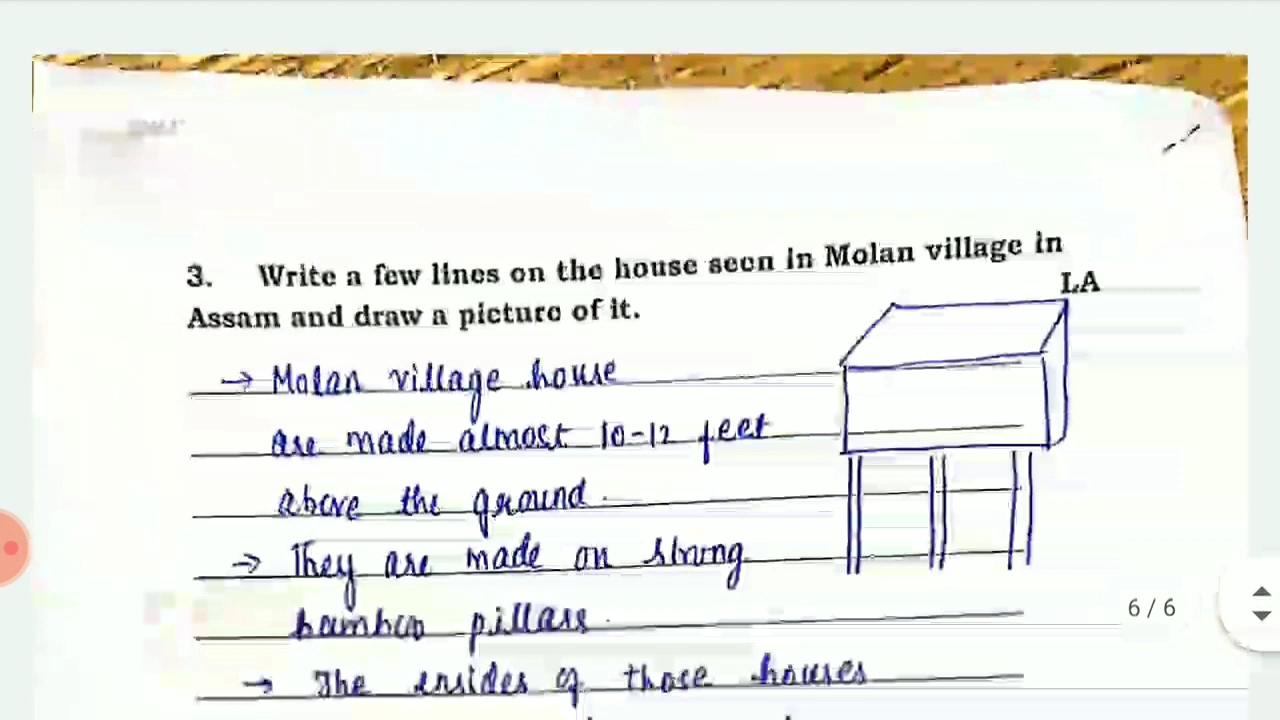 3. Write a few lines on the house seen in Molan village in
LA
Assam and draw a picture of it.
→ Molan village house
are made almost 10-12 feet
above the ground.
→ They are made on strong
bamboo pillars.
→ The insides of those houses
6 / 6